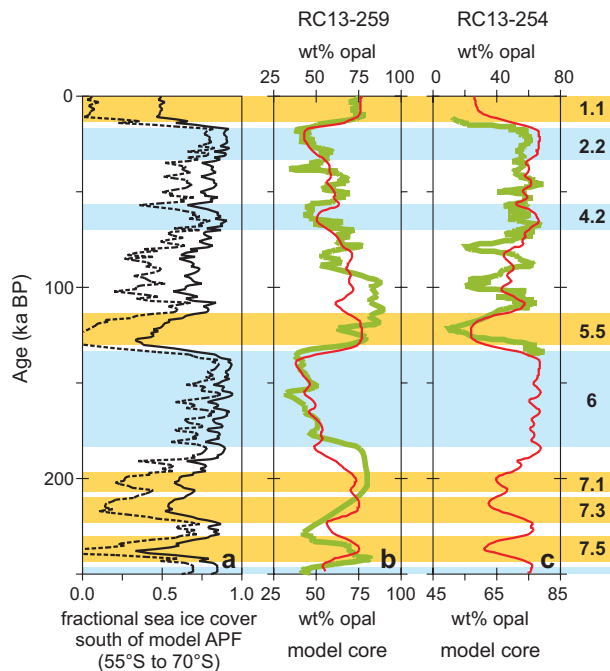 RC13-259 RC13-254
wt% opal wt% opal
25 50 75 100 0 40 60 80
0
100
200
Age (ka BP)
1.1
2.2
4.2
5.5
6
7.1
7.3
7.5
a b c
0.0 0.5 1.0 25 50 75 100 45 65 85
fractional sea ice cover
south of model APF
(55°S to 70°S)
wt% opal wt% opal
model core model core